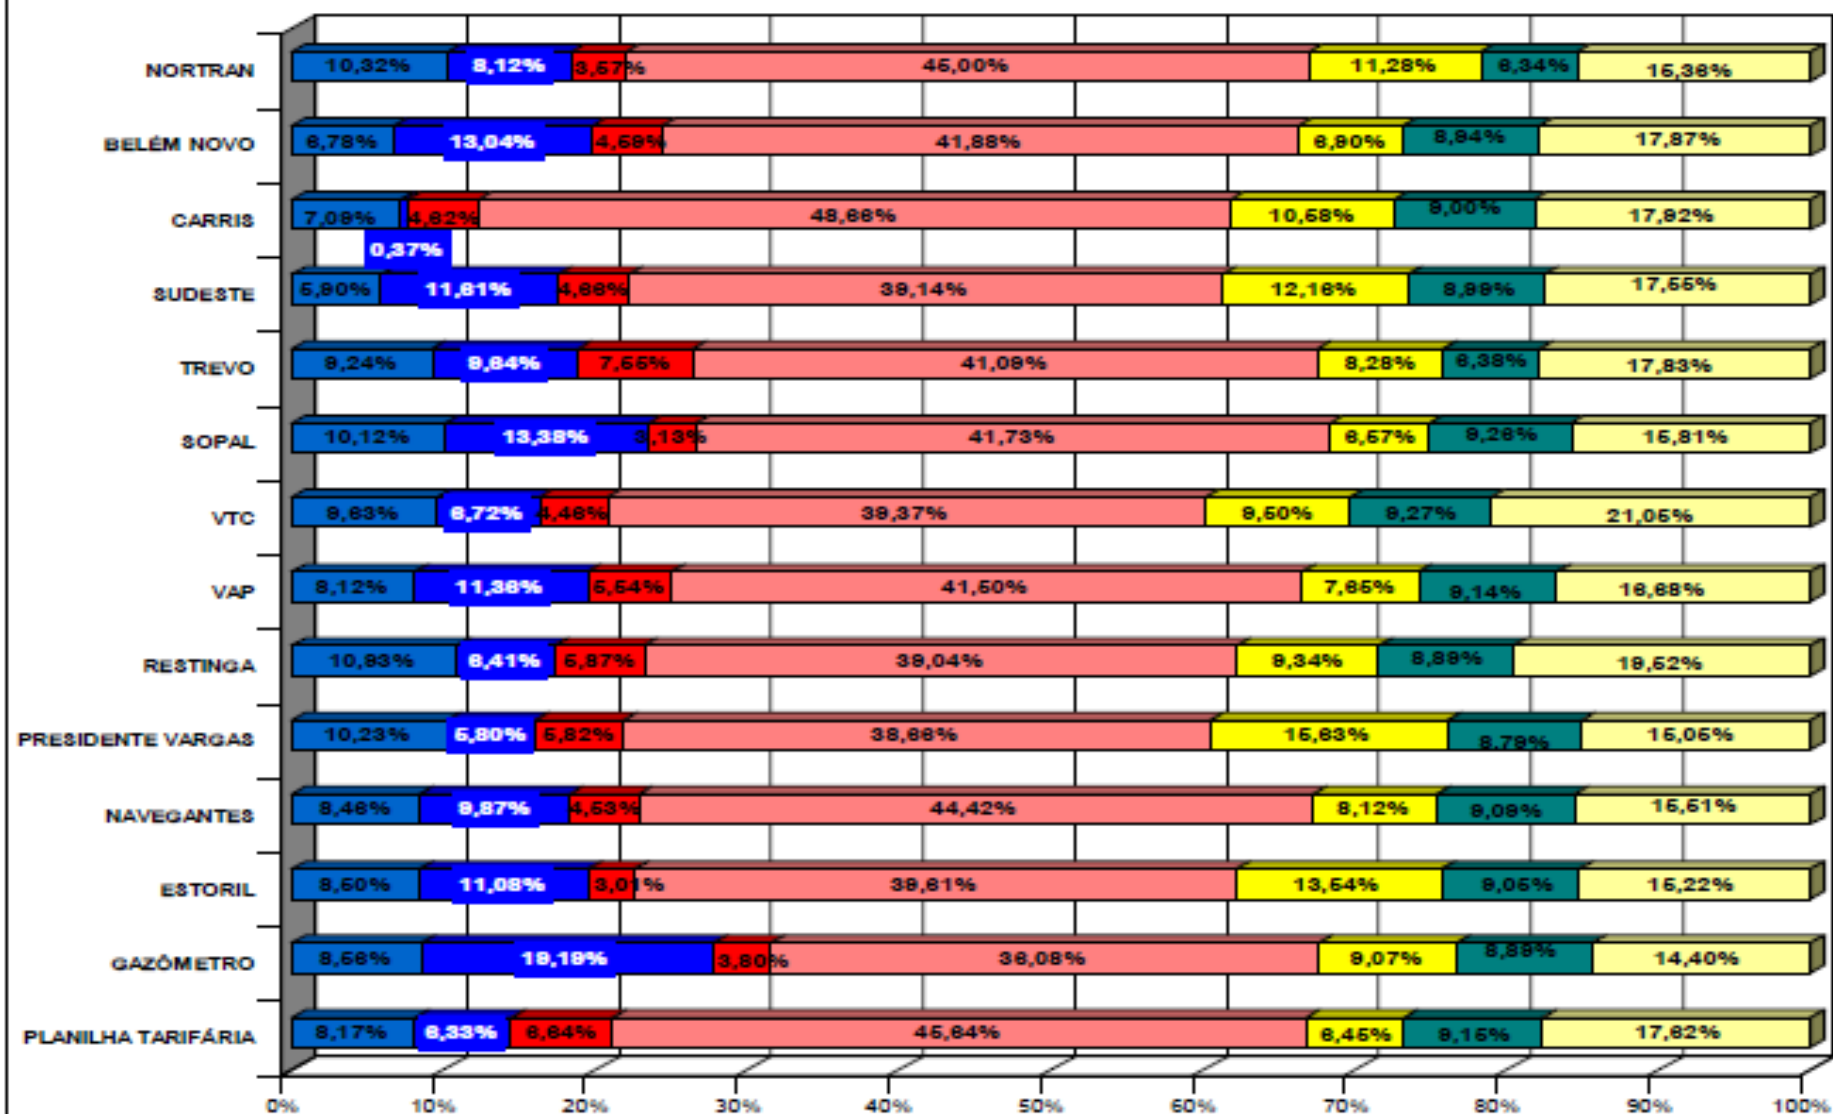 NORTRAN 10,32% 8,12% 3,57% 45,00% 11,28% 6,34% 15,36%
BELÉM NOVO 6,78% 13,04% 4,59% 41,88% 6,90% 8,94% 17,87%
CARRIS 7,09% 4,62% 48,66% 10,58% 9,00% 17,92%
0,37%
SUDESTE 5,90% 11,61% 4,66% 39,14% 12,16% 8,99% 17,55%
TREVO 9,24% 9,64% 7,55% 41,09% 8,28% 6,38% 17,83%
SOPAL 10,12% 13,38% 3,13% 41,73% 6,57% 9,26% 15,81%
VTC 9,63% 6,72% 4,46% 39,37% 9,50% 9,27% 21,05%
VAP 8,12% 11,36% 5,54% 41,50% 7,65% 9,14% 16,68%
RESTINGA 10,93% 6,41% 5,87% 39,04% 9,34% 8,89% 19,52%
PRESIDENTE VARGAS 10,23% 5,80% 5,82% 38,66% 15,63% 8,79% 15,05%
NAVEGANTES 8,46% 9,87% 4,53% 44,42% 8,12% 9,09% 15,51%
ESTORIL 8,50% 11,08% 3,01% 39,61% 13,54% 9,05% 15,22%
GAZÔMETRO 8,56% 19,19% 3,80% 36,08% 9,07% 8,89% 14,40%
PLANILHA TARIFÁRIA 8,17% 6,33% 6,64% 45,64% 6,45% 9,15% 17,62%
0% 10% 20% 30% 40% 50% 60% 70% 80% 90% 100%